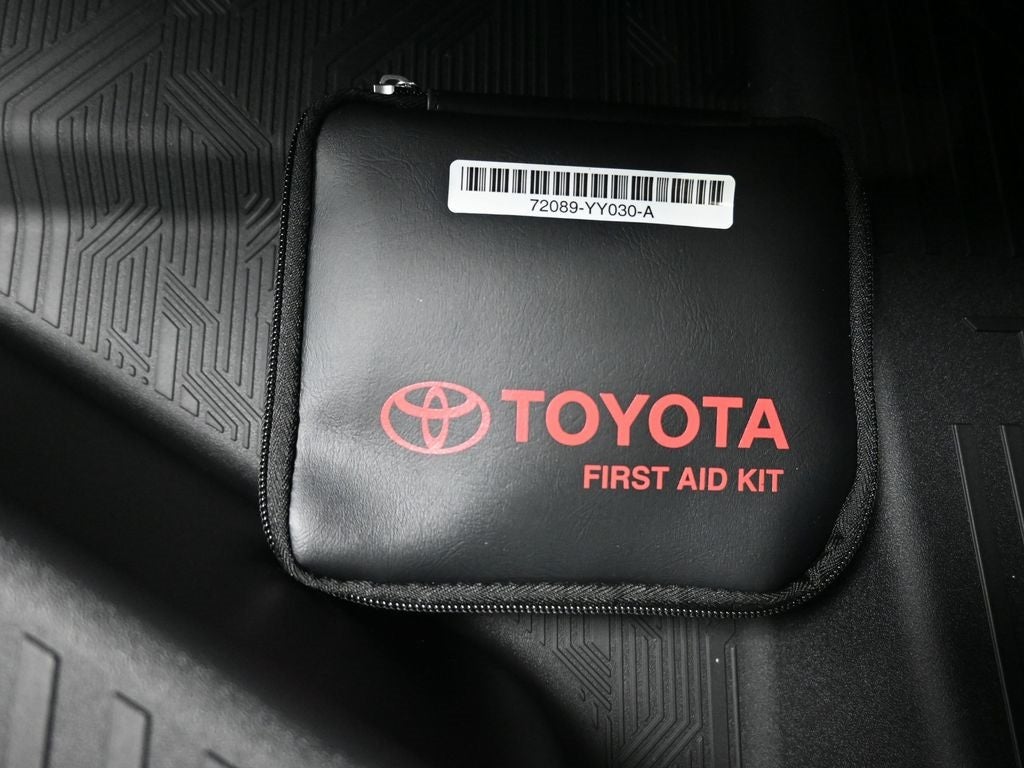 72089-YY030-A
TOYOTA
FIRST AID KIT